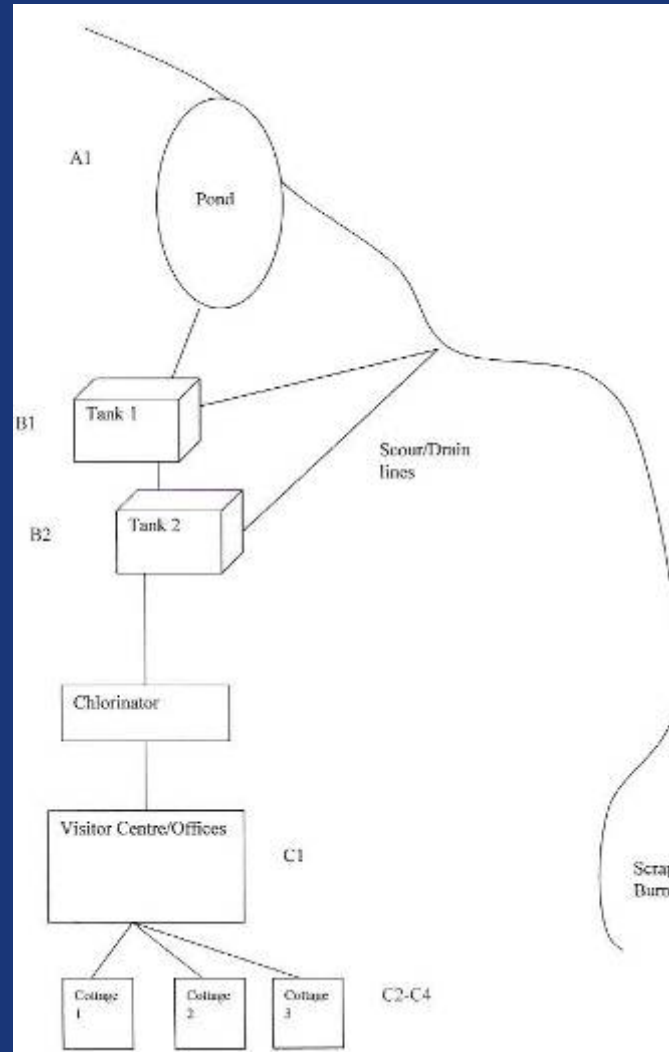 A1
Pond
B1
Tank 1
Scour/Drain
lines
B2
Tank 2
Chlorinator
Visitor Centre/Offices
C1
Burn
Cottage
1
Cottage
2
Cottage
3
C2-C4